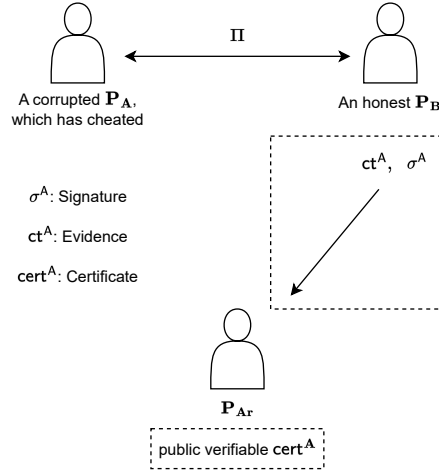 Π
A corrupted P_A,
which has cheated
An honest P_B
ct^A, σ^A
σ^A: Signature
ct^A: Evidence
cert^A: Certificate
P_Ar
public verifiable cert^A